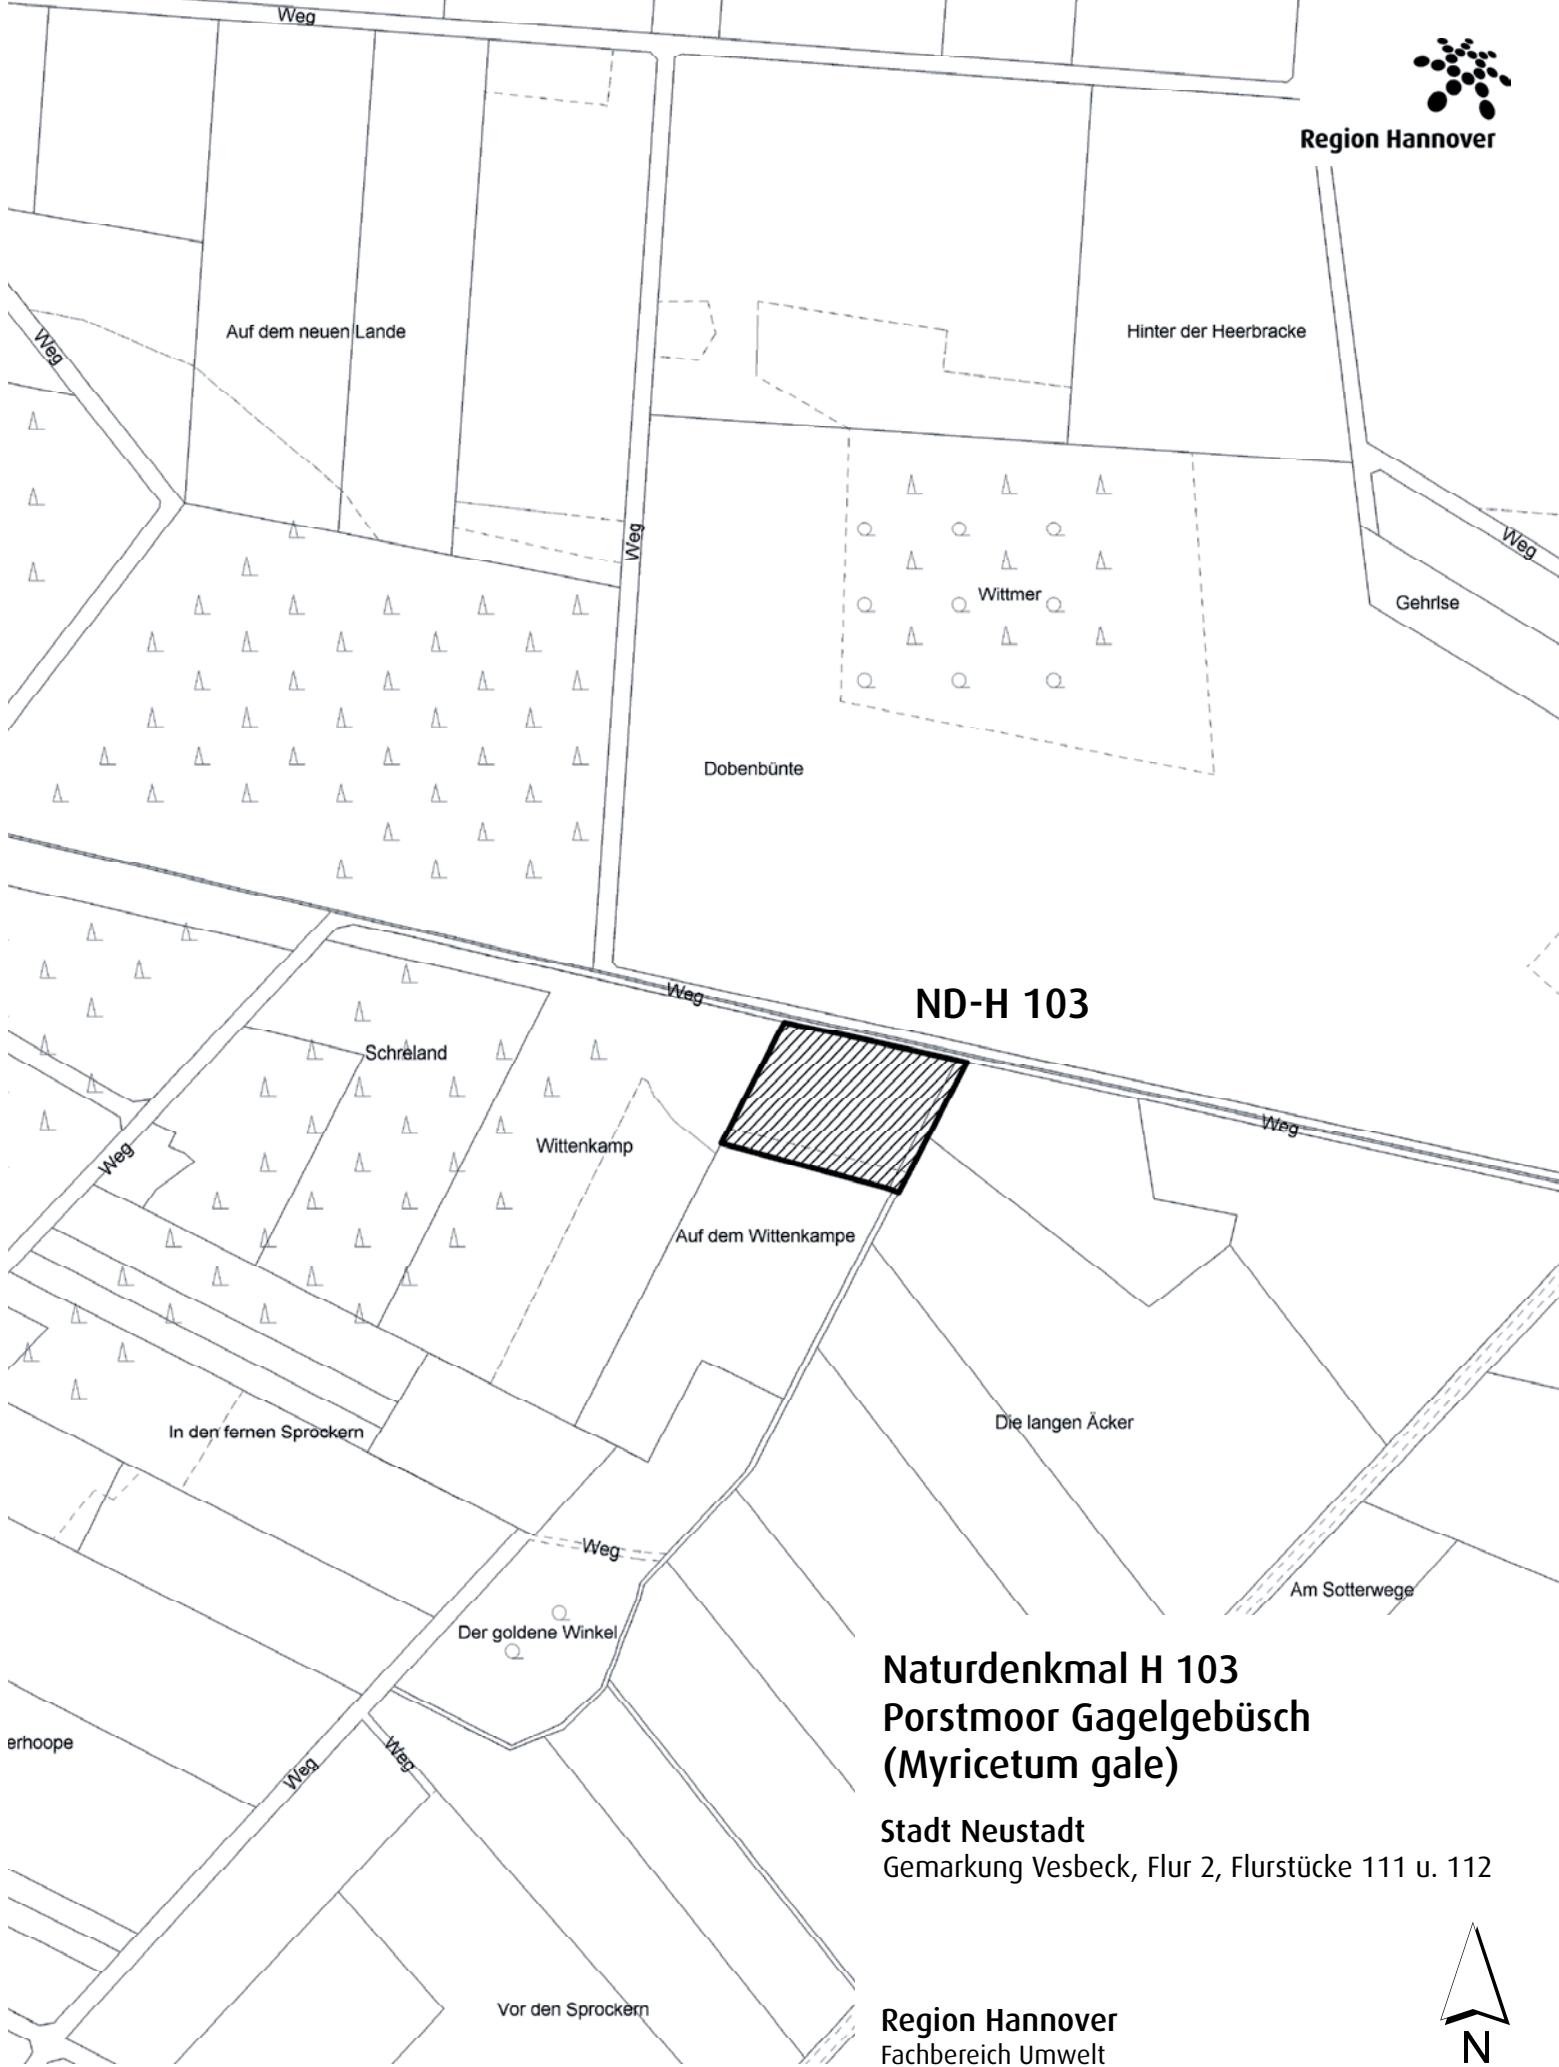 Weg
Region Hannover
Weg
Auf dem neuen Lande
Hinter der Heerbracke
Weg
Weg
Wittmer
Gehrlse
Dobenbünte
Weg
ND-H 103
Schreland
Weg
Wittenkamp
Weg
Auf dem Wittenkampe
Die langen Äcker
In den fernen Sprockern
Weg
Am Sotterwege
Der goldene Winkel
Naturdenkmal H 103
Porstmoor Gagelgebüsch
(Myricetum gale)
erhoope
Weg
Weg
Stadt Neustadt
Gemarkung Vesbeck, Flur 2, Flurstücke 111 u. 112
Vor den Sprockern
Region Hannover
Fachbereich Umwelt
N